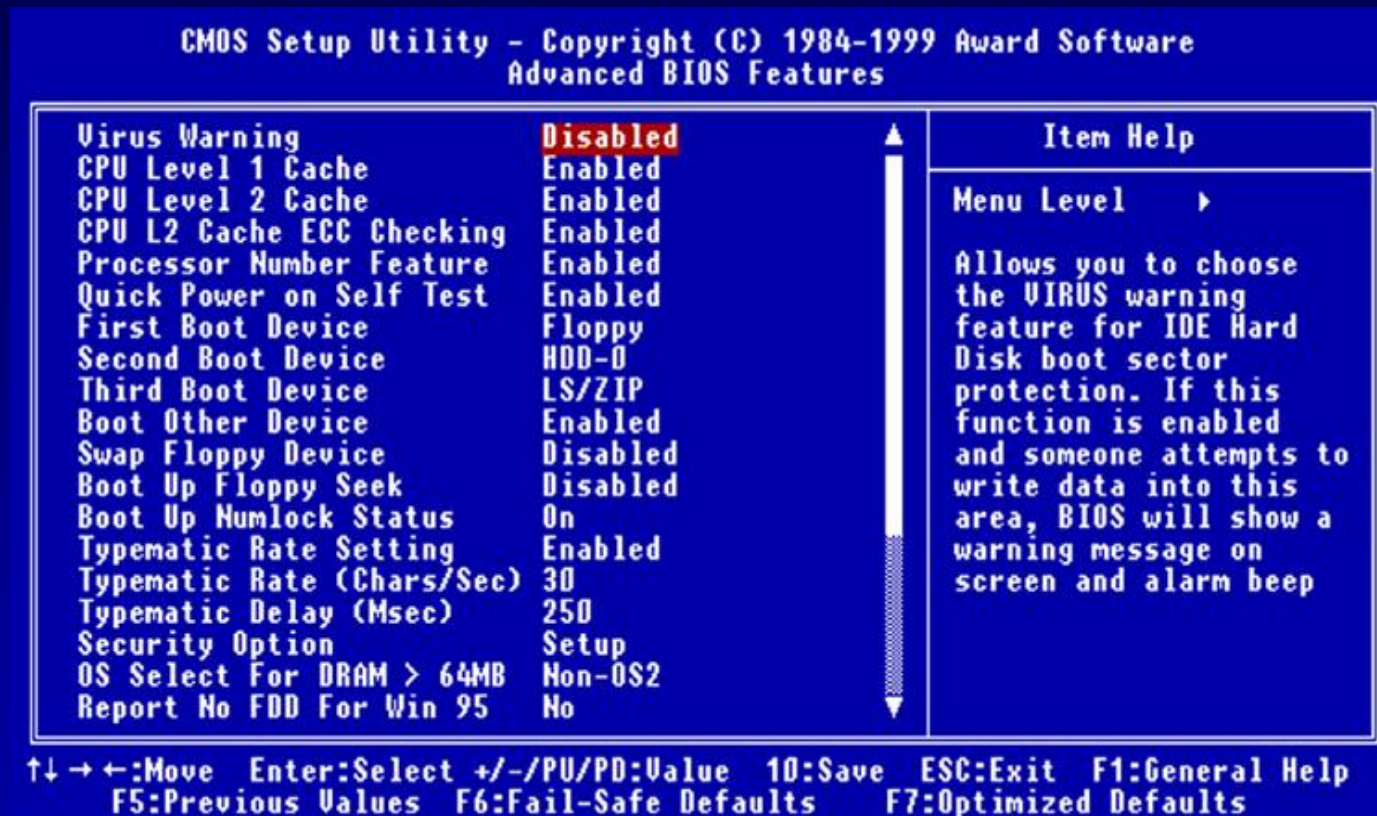 CMOS Setup Utility - Copyright (C) 1984-1999 Award Software
Advanced BIOS Features
Virus Warning Disabled
CPU Level 1 Cache Enabled
CPU Level 2 Cache Enabled
CPU L2 Cache ECC Checking Enabled
Processor Number Feature Enabled
Quick Power on Self Test Enabled
First Boot Device Floppy
Second Boot Device HDD-0
Third Boot Device LS/ZIP
Boot Other Device Enabled
Swap Floppy Device Disabled
Boot Up Floppy Seek Disabled
Boot Up Numlock Status On
Typematic Rate Setting Enabled
Typematic Rate (Chars/Sec) 30
Typematic Delay (Msec) 250
Security Option Setup
OS Select For DRAM > 64MB Non-OS2
Report No FDD For Win 95 No
Item Help
Menu Level ▶
Allows you to choose
the VIRUS warning
feature for IDE Hard
Disk boot sector
protection. If this
function is enabled
and someone attempts to
write data into this
area, BIOS will show a
warning message on
screen and alarm beep
↑↓→←:Move Enter:Select +/-/PU/PD:Value 10:Save ESC:Exit F1:General Help
F5:Previous Values F6:Fail-Safe Defaults F7:Optimized Defaults